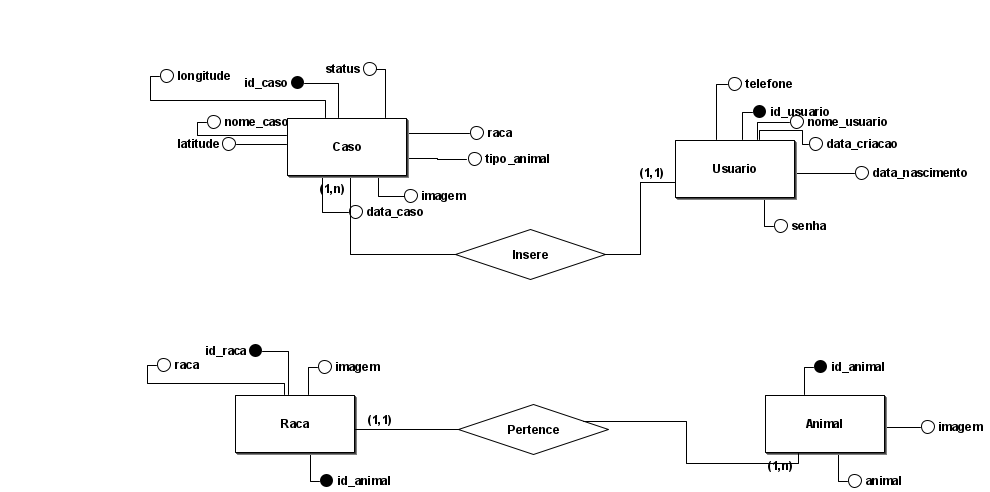 status
longitude
id_caso
telefone
id_usuario
nome_caso
nome_usuario
raca
latitude
Caso
data_criacao
tipo_animal
Usuario
(1,1)
data_nascimento
(1,n)
imagem
data_caso
senha
Insere
id_raca
raca
imagem
id_animal
(1,1)
Raca
Pertence
Animal
imagem
(1,n)
id_animal
animal